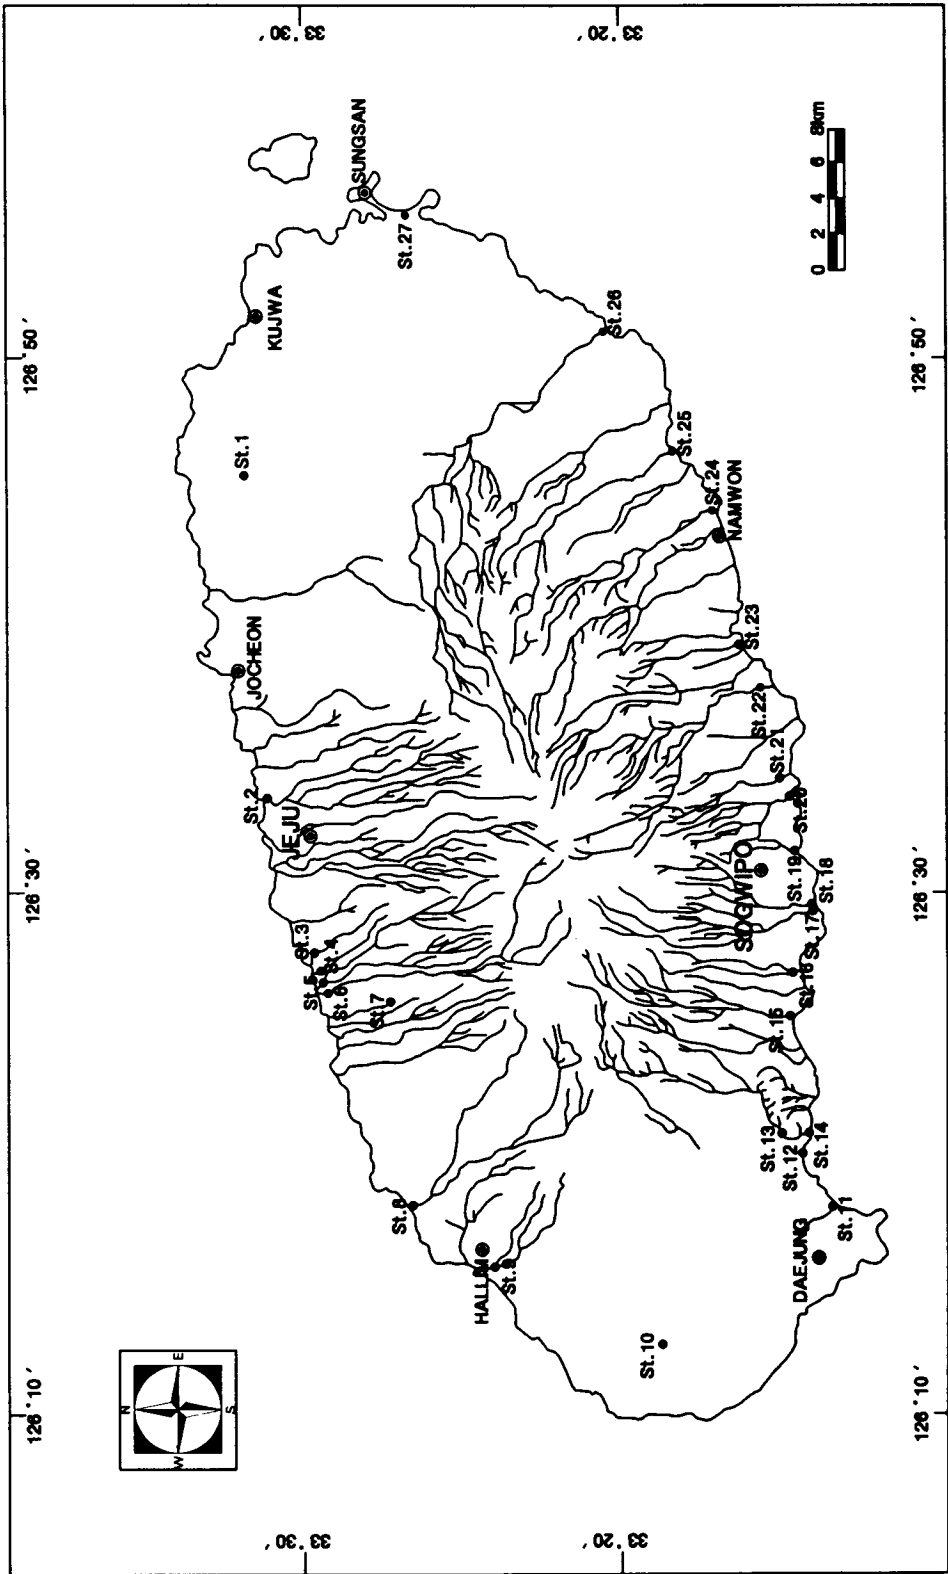 126°10′
126°30′
126°50′
N
W
E
S
33°30′
33°30′
33°20′
33°20′
JOCHEON
St.1
KUJWA
St.2
JEJU
St.3
St.4
St.5
St.6
St.7
SUNGSAN
St.27
St.8
HALLIM
St.9
St.10
St.26
St.25
St.24
NAMWON
St.23
St.22
St.21
St.20
SOGWIPO
St.19
St.18
St.17
St.16
St.15
St.13
St.12
St.14
DAEJUNG
St.11
0 2 4 6 8km
126°10′
126°30′
126°50′